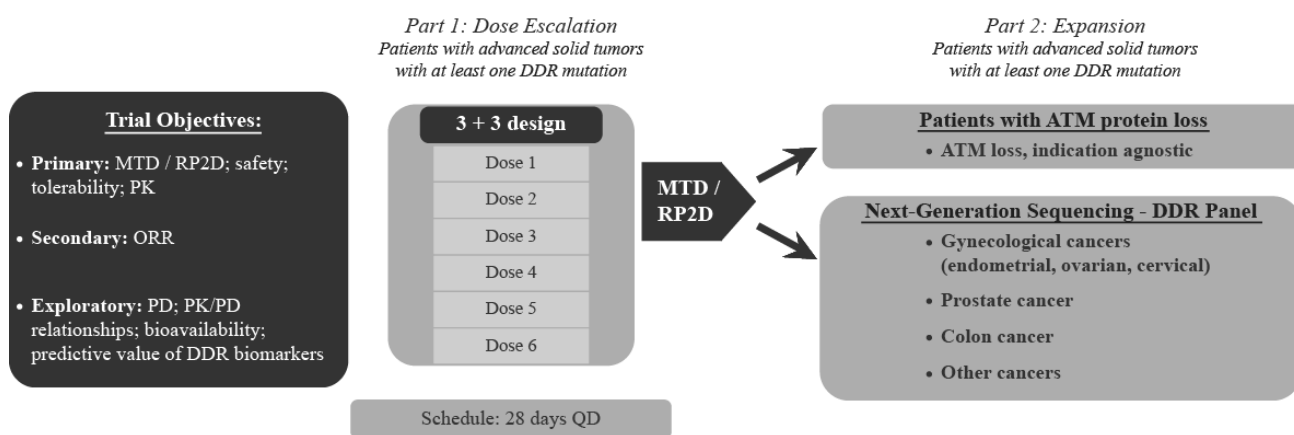 Part 1: Dose Escalation
Patients with advanced solid tumors
with at least one DDR mutation
Part 2: Expansion
Patients with advanced solid tumors
with at least one DDR mutation
Trial Objectives:
• Primary: MTD / RP2D; safety;
tolerability; PK
• Secondary: ORR
• Exploratory: PD; PK/PD
relationships; bioavailability;
predictive value of DDR biomarkers
3 + 3 design
Dose 1
Dose 2
Dose 3
Dose 4
Dose 5
Dose 6
Schedule: 28 days QD
MTD /
RP2D
Patients with ATM protein loss
• ATM loss, indication agnostic
Next-Generation Sequencing - DDR Panel
• Gynecological cancers
(endometrial, ovarian, cervical)
• Prostate cancer
• Colon cancer
• Other cancers